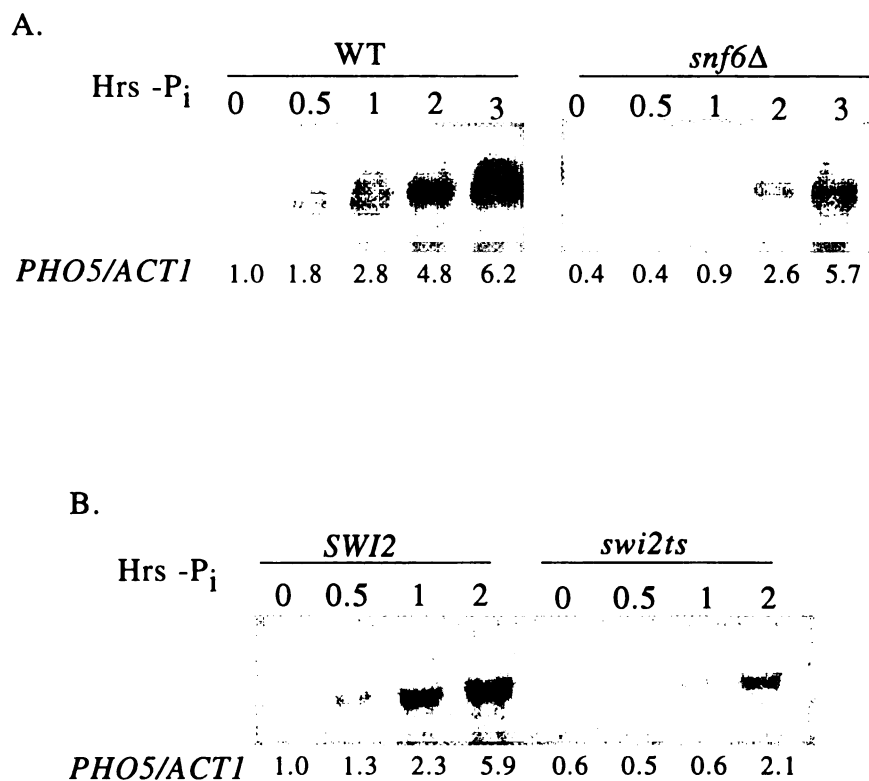 A.
WT snf6Δ
Hrs -Pi 0 0.5 1 2 3 0 0.5 1 2 3
PHO5/ACT1 1.0 1.8 2.8 4.8 6.2 0.4 0.4 0.9 2.6 5.7
B.
SWI2 swi2ts
Hrs -Pi 0 0.5 1 2 0 0.5 1 2
PHO5/ACT1 1.0 1.3 2.3 5.9 0.6 0.5 0.6 2.1